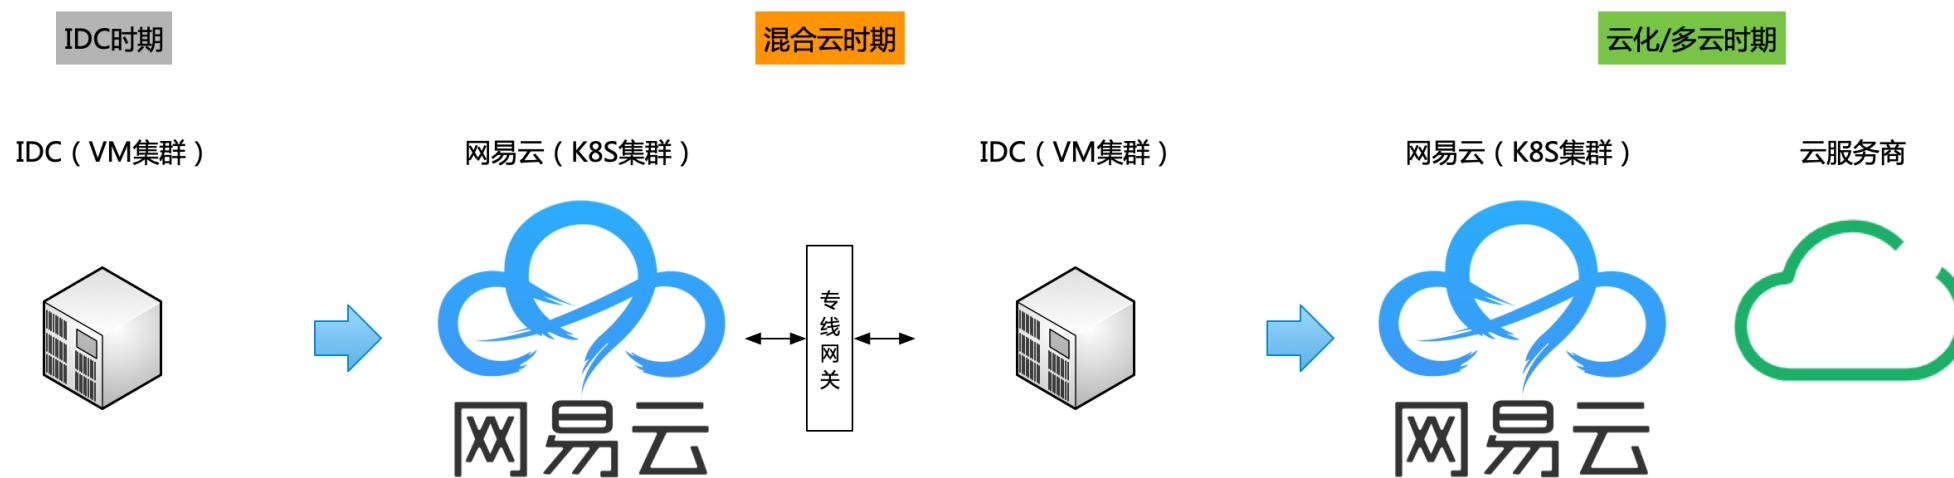 IDC时期
混合云时期
云化/多云时期
IDC（VM集群）
网易云（K8S集群）
IDC（VM集群）
网易云（K8S集群）
云服务商
专线网关
网易云
网易云